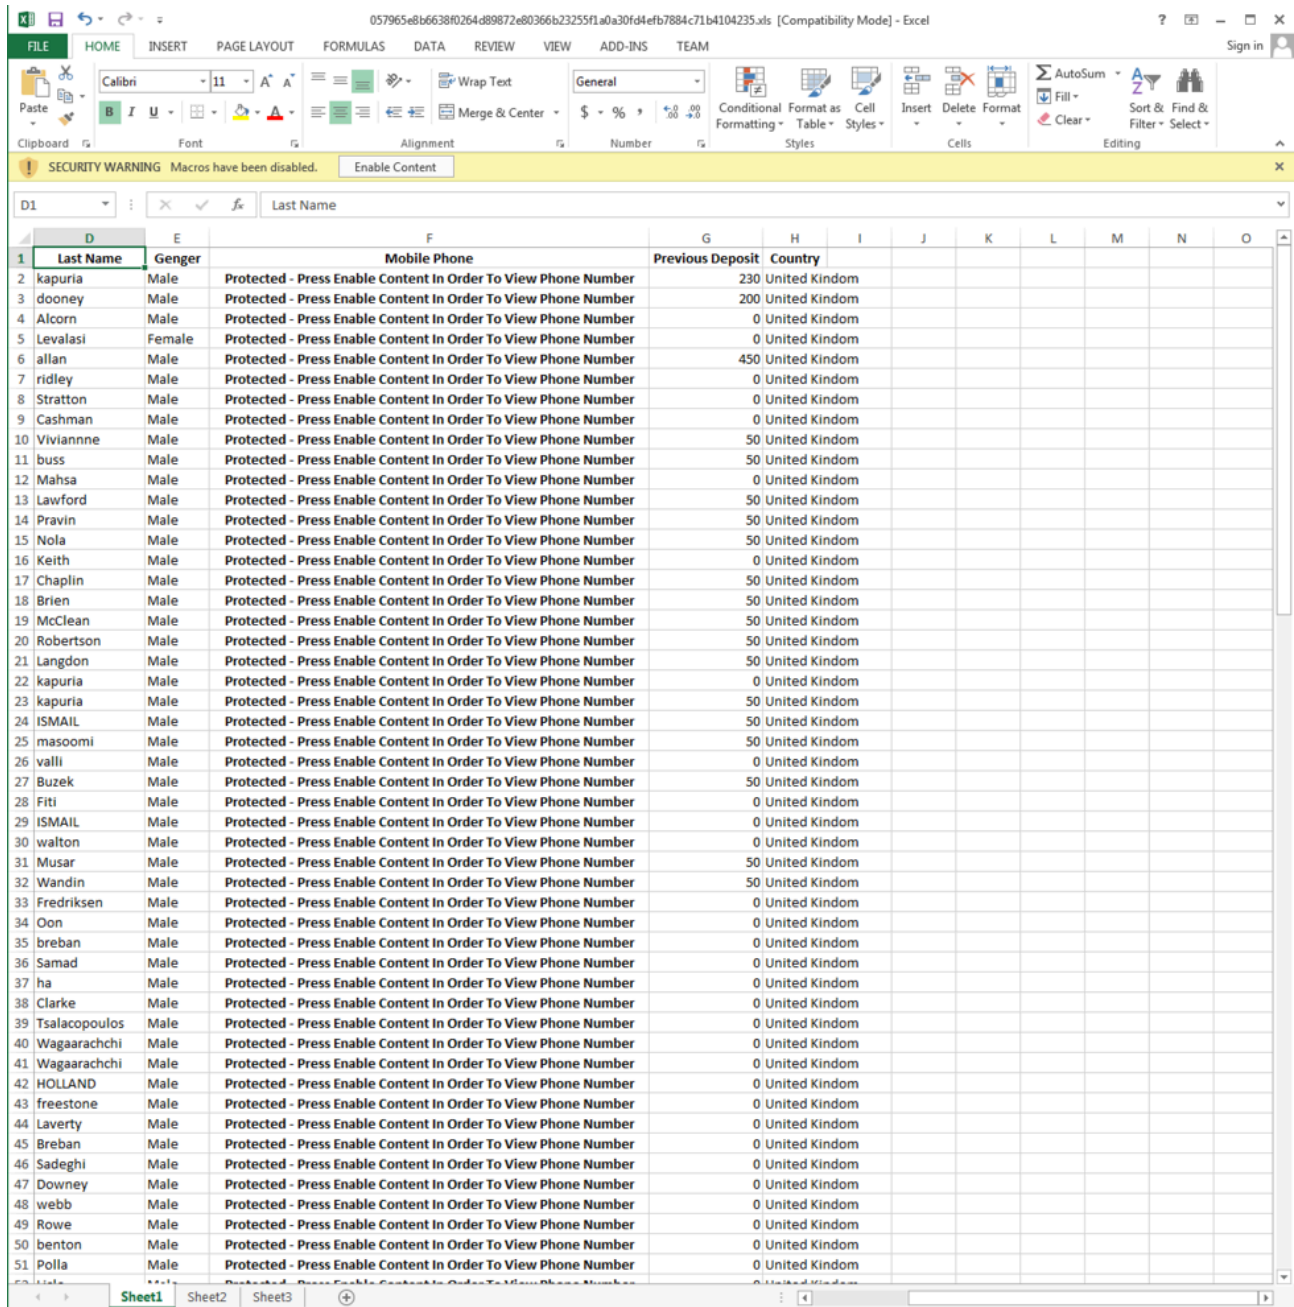 057965e8b6638f0264d89872e80366b23255f1a0a30fd4efb7884c71b4104235.xls [Compatibility Mode] - Excel
FILE HOME INSERT PAGE LAYOUT FORMULAS DATA REVIEW VIEW ADD-INS TEAM Sign in
Calibri 11 Wrap Text General AutoSum
Paste B I U Merge & Center $ % Conditional Formatting Format as Table Cell Styles Insert Delete Format Fill Clear Sort & Filter Find & Select
Clipboard Font Alignment Number Styles Cells Editing
SECURITY WARNING Macros have been disabled. Enable Content
D1 fx Last Name
D E F G H I J K L M N O
1 Last Name Genger Mobile Phone Previous Deposit Country
2 kapuria Male Protected - Press Enable Content In Order To View Phone Number 230 United Kindom
3 dooney Male Protected - Press Enable Content In Order To View Phone Number 200 United Kindom
4 Alcorn Male Protected - Press Enable Content In Order To View Phone Number 0 United Kindom
5 Levalasi Female Protected - Press Enable Content In Order To View Phone Number 0 United Kindom
6 allan Male Protected - Press Enable Content In Order To View Phone Number 450 United Kindom
7 ridley Male Protected - Press Enable Content In Order To View Phone Number 0 United Kindom
8 Stratton Male Protected - Press Enable Content In Order To View Phone Number 0 United Kindom
9 Cashman Male Protected - Press Enable Content In Order To View Phone Number 0 United Kindom
10 Viviannne Male Protected - Press Enable Content In Order To View Phone Number 50 United Kindom
11 buss Male Protected - Press Enable Content In Order To View Phone Number 50 United Kindom
12 Mahsa Male Protected - Press Enable Content In Order To View Phone Number 0 United Kindom
13 Lawford Male Protected - Press Enable Content In Order To View Phone Number 50 United Kindom
14 Pravin Male Protected - Press Enable Content In Order To View Phone Number 50 United Kindom
15 Nola Male Protected - Press Enable Content In Order To View Phone Number 50 United Kindom
16 Keith Male Protected - Press Enable Content In Order To View Phone Number 0 United Kindom
17 Chaplin Male Protected - Press Enable Content In Order To View Phone Number 50 United Kindom
18 Brien Male Protected - Press Enable Content In Order To View Phone Number 50 United Kindom
19 McClean Male Protected - Press Enable Content In Order To View Phone Number 50 United Kindom
20 Robertson Male Protected - Press Enable Content In Order To View Phone Number 50 United Kindom
21 Langdon Male Protected - Press Enable Content In Order To View Phone Number 50 United Kindom
22 kapuria Male Protected - Press Enable Content In Order To View Phone Number 0 United Kindom
23 kapuria Male Protected - Press Enable Content In Order To View Phone Number 50 United Kindom
24 ISMAIL Male Protected - Press Enable Content In Order To View Phone Number 50 United Kindom
25 masoomi Male Protected - Press Enable Content In Order To View Phone Number 50 United Kindom
26 valli Male Protected - Press Enable Content In Order To View Phone Number 0 United Kindom
27 Buzek Male Protected - Press Enable Content In Order To View Phone Number 50 United Kindom
28 Fiti Male Protected - Press Enable Content In Order To View Phone Number 0 United Kindom
29 ISMAIL Male Protected - Press Enable Content In Order To View Phone Number 0 United Kindom
30 walton Male Protected - Press Enable Content In Order To View Phone Number 0 United Kindom
31 Musar Male Protected - Press Enable Content In Order To View Phone Number 50 United Kindom
32 Wandin Male Protected - Press Enable Content In Order To View Phone Number 50 United Kindom
33 Fredriksen Male Protected - Press Enable Content In Order To View Phone Number 0 United Kindom
34 Oon Male Protected - Press Enable Content In Order To View Phone Number 0 United Kindom
35 breban Male Protected - Press Enable Content In Order To View Phone Number 0 United Kindom
36 Samad Male Protected - Press Enable Content In Order To View Phone Number 0 United Kindom
37 ha Male Protected - Press Enable Content In Order To View Phone Number 0 United Kindom
38 Clarke Male Protected - Press Enable Content In Order To View Phone Number 0 United Kindom
39 Tsalacopoulos Male Protected - Press Enable Content In Order To View Phone Number 0 United Kindom
40 Wagaarachchi Male Protected - Press Enable Content In Order To View Phone Number 0 United Kindom
41 Wagaarachchi Male Protected - Press Enable Content In Order To View Phone Number 0 United Kindom
42 HOLLAND Male Protected - Press Enable Content In Order To View Phone Number 0 United Kindom
43 freestone Male Protected - Press Enable Content In Order To View Phone Number 0 United Kindom
44 Laverty Male Protected - Press Enable Content In Order To View Phone Number 0 United Kindom
45 Breban Male Protected - Press Enable Content In Order To View Phone Number 0 United Kindom
46 Sadeghi Male Protected - Press Enable Content In Order To View Phone Number 0 United Kindom
47 Downey Male Protected - Press Enable Content In Order To View Phone Number 0 United Kindom
48 webb Male Protected - Press Enable Content In Order To View Phone Number 0 United Kindom
49 Rowe Male Protected - Press Enable Content In Order To View Phone Number 0 United Kindom
50 benton Male Protected - Press Enable Content In Order To View Phone Number 0 United Kindom
51 Polla Male Protected - Press Enable Content In Order To View Phone Number 0 United Kindom
Sheet1 Sheet2 Sheet3